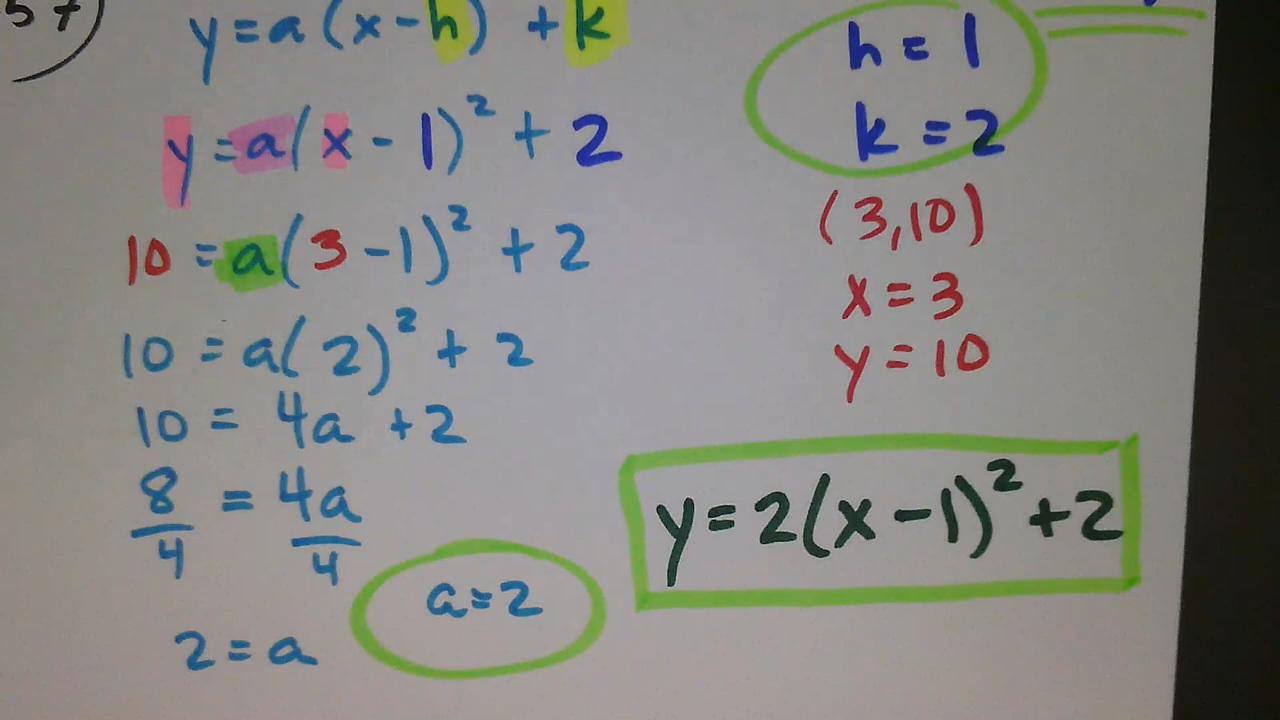 57)
y=a(x-h) +k
y=a(x-1)²+2
10=a(3-1)²+2
10=a(2)²+2
10=4a+2
8/4=4a/4
2=a
a=2
h=1
k=2
(3,10)
x=3
y=10
y=2(x-1)²+2